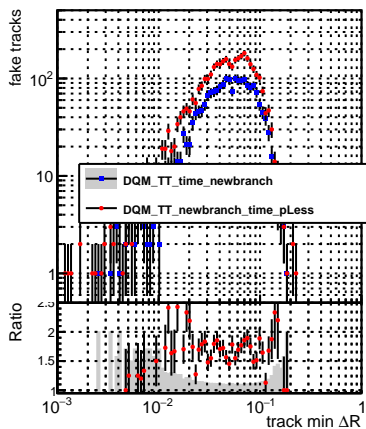 fake tracks
10²
10
1
DQM_TT_time_newbranch
DQM_TT_newbranch_time_pLess
Ratio
2.5
2
1.5
1
10⁻³
10⁻²
10⁻¹
1
track min ΔR